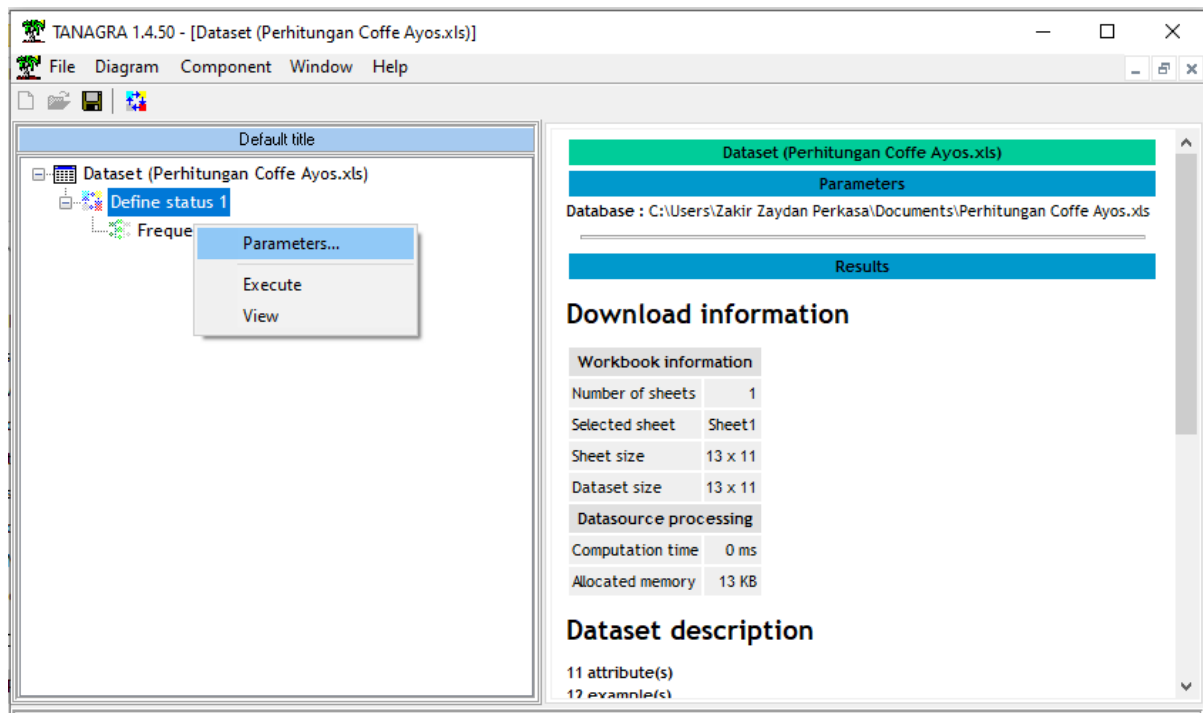 TANAGRA 1.4.50 - [Dataset (Perhitungan Coffe Ayos.xls)]
File Diagram Component Window Help
Default title
Dataset (Perhitungan Coffe Ayos.xls)
Define status 1
Freque
Parameters...
Execute
View
Dataset (Perhitungan Coffe Ayos.xls)
Parameters
Database : C:\Users\Zakir Zaydan Perkasa\Documents\Perhitungan Coffe Ayos.xls
Results
Download information
Workbook information
Number of sheets 1
Selected sheet Sheet1
Sheet size 13 x 11
Dataset size 13 x 11
Datasource processing
Computation time 0 ms
Allocated memory 13 KB
Dataset description
11 attribute(s)
12 example(s)